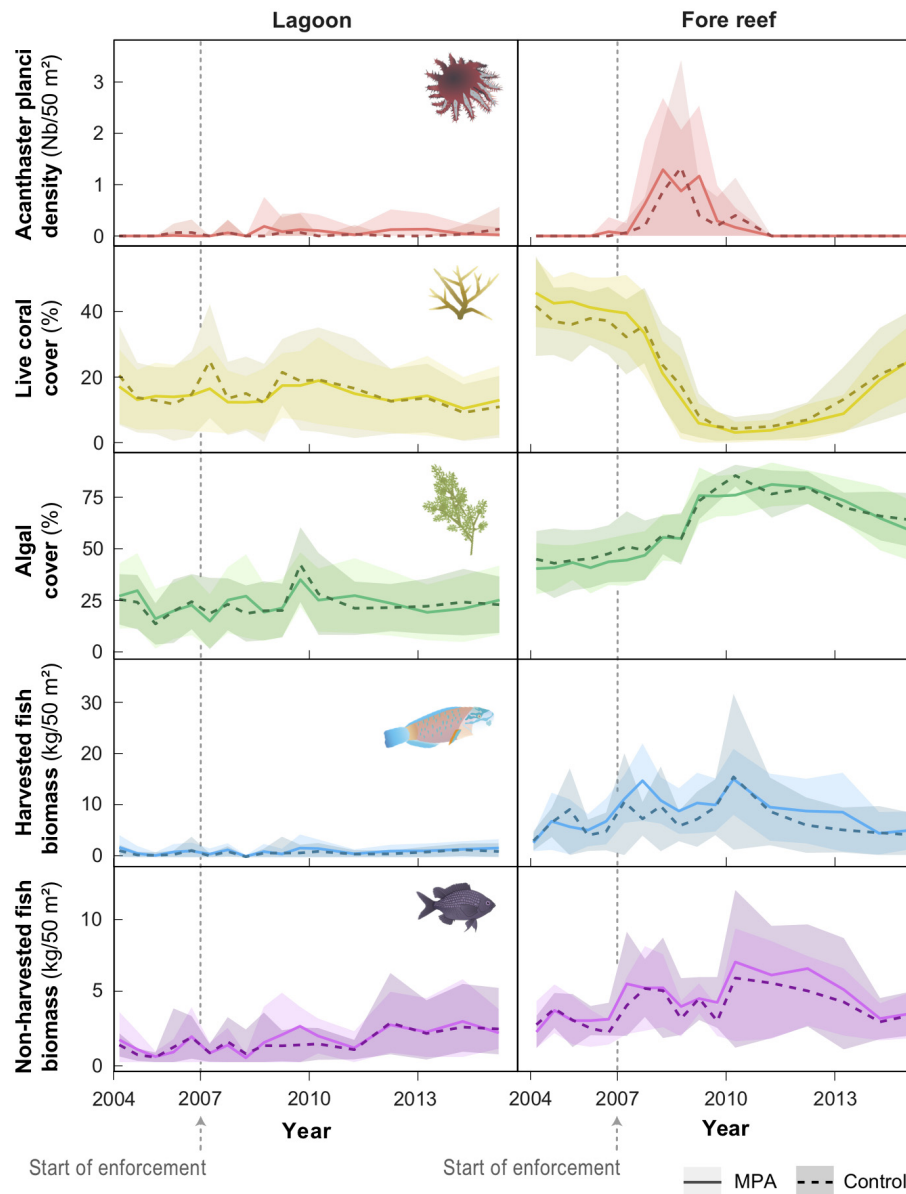 Lagoon
Fore reef
Acanthaster planci
density (Nb/50 m²)
3
2
1
0
Live coral
cover (%)
40
20
0
Algal
cover (%)
75
50
25
0
Harvested fish
biomass (kg/50 m²)
30
20
10
0
Non-harvested fish
biomass (kg/50 m²)
10
5
0
2004 2007 2010 2013
2004 2007 2010 2013
Year
Year
Start of enforcement
Start of enforcement
MPA
Control